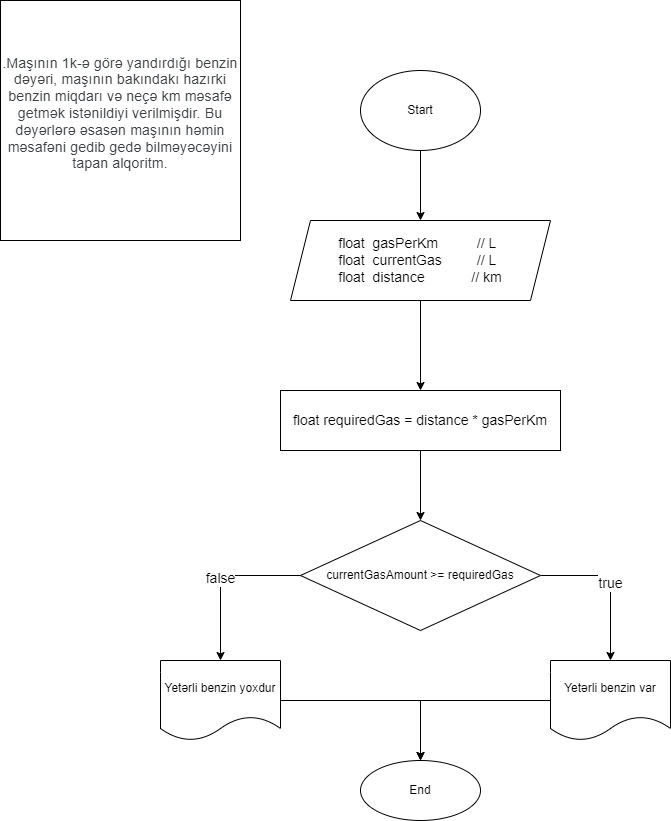 .Maşının 1k-ə görə yandırdığı benzin
dəyəri, maşının bakındakı hazırki
benzin miqdarı və neçə km məsafə
getmək istənildiyi verilmişdir. Bu
dəyərlərə əsasən maşının həmin
məsafəni gedib gedə bilməyəcəyini
tapan alqoritm.
Start
float gasPerKm // L
float currentGas // L
float distance // km
float requiredGas = distance * gasPerKm
currentGasAmount >= requiredGas
false
true
Yetərli benzin yoxdur
Yetərli benzin var
End